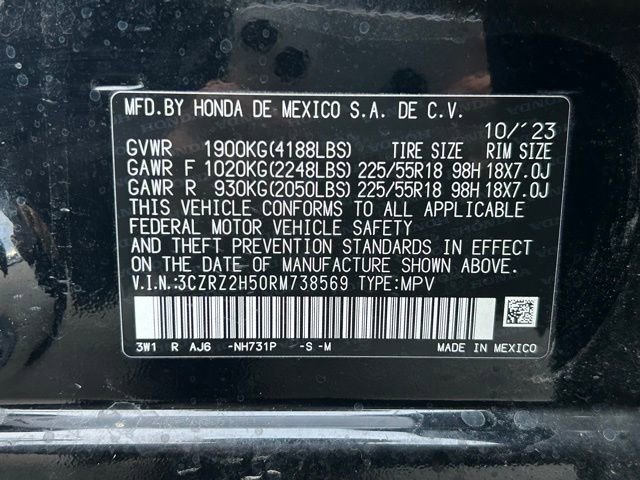 MFD.BY HONDA DE MEXICO S.A. DE C.V.
10/'23
GVWR 1900KG(4188LBS) TIRE SIZE RIM SIZE
GAWR F 1020KG(2248LBS) 225/55R18 98H 18X7.0J
GAWR R 930KG(2050LBS) 225/55R18 98H 18X7.0J
THIS VEHICLE CONFORMS TO ALL APPLICABLE
FEDERAL MOTOR VEHICLE SAFETY
AND THEFT PREVENTION STANDARDS IN EFFECT
ON THE DATE OF MANUFACTURE SHOWN ABOVE.
V.I.N.:3CZRZ2H50RM738569 TYPE:MPV
3W1 R AJ6 -NH731P -S -M MADE IN MEXICO